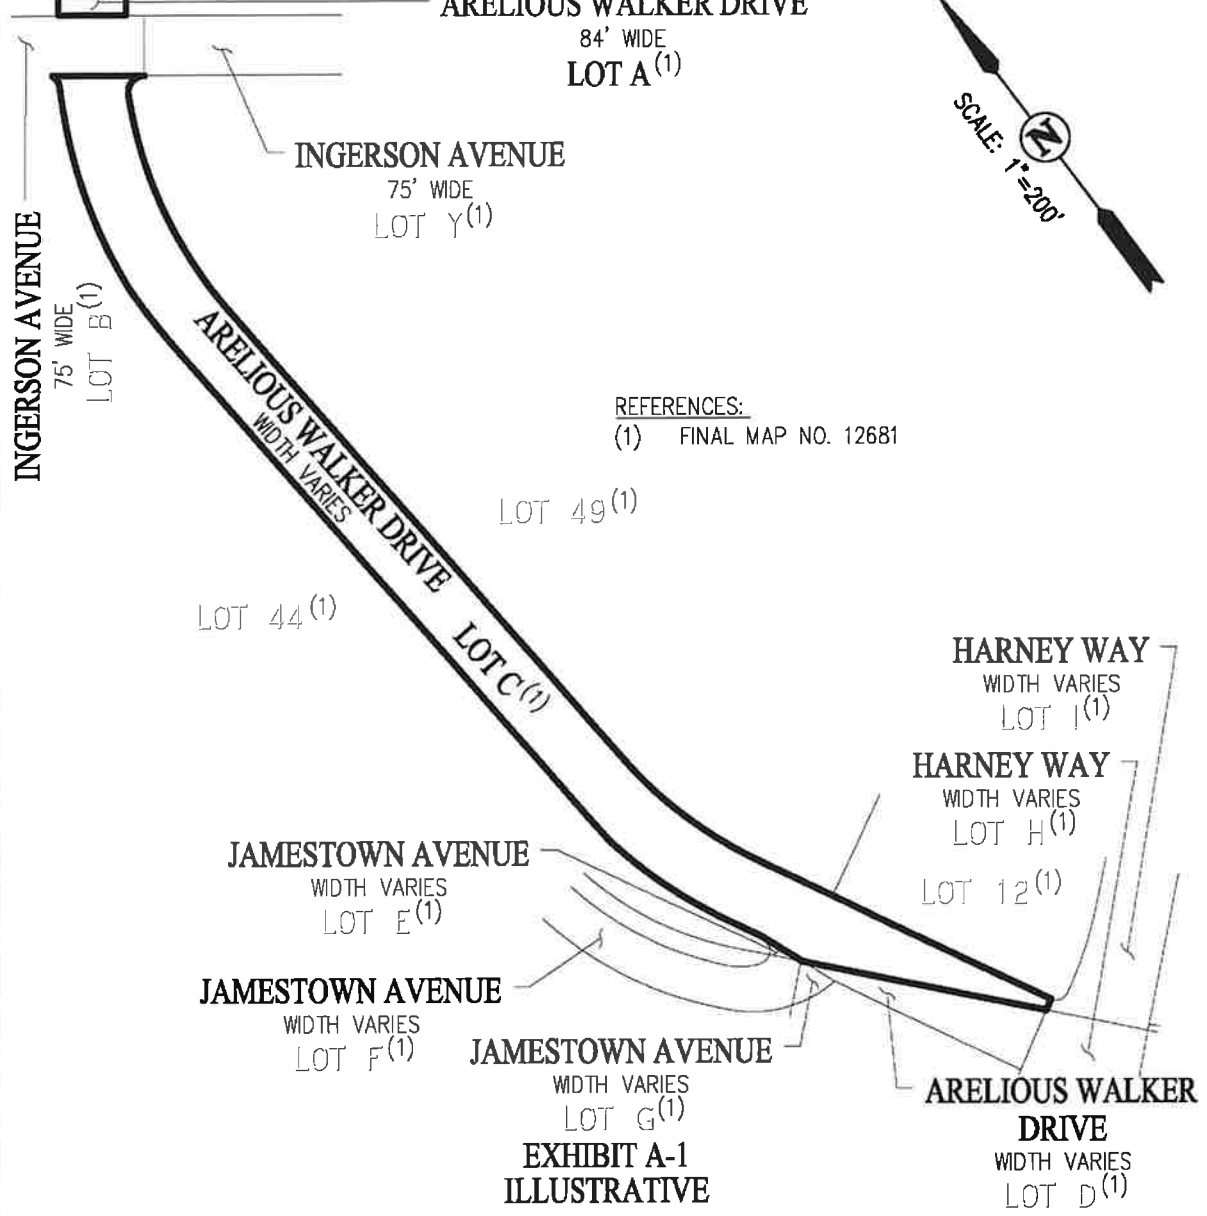 ARELIOUS WALKER DRIVE
84' WIDE
LOT A(1)
N
SCALE: 1"=200'
INGERSON AVENUE
75' WIDE
LOT Y(1)
INGERSON AVENUE
75' WIDE
LOT B(1)
ARELIOUS WALKER DRIVE LOT C(1)
WIDTH VARIES
REFERENCES:
(1) FINAL MAP NO. 12681
LOT 49(1)
LOT 44(1)
HARNEY WAY
WIDTH VARIES
LOT I(1)
HARNEY WAY
WIDTH VARIES
LOT H(1)
LOT 12(1)
JAMESTOWN AVENUE
WIDTH VARIES
LOT E(1)
JAMESTOWN AVENUE
WIDTH VARIES
LOT F(1)
JAMESTOWN AVENUE
WIDTH VARIES
LOT G(1)
ARELIOUS WALKER
DRIVE
WIDTH VARIES
LOT D(1)
EXHIBIT A-1
ILLUSTRATIVE